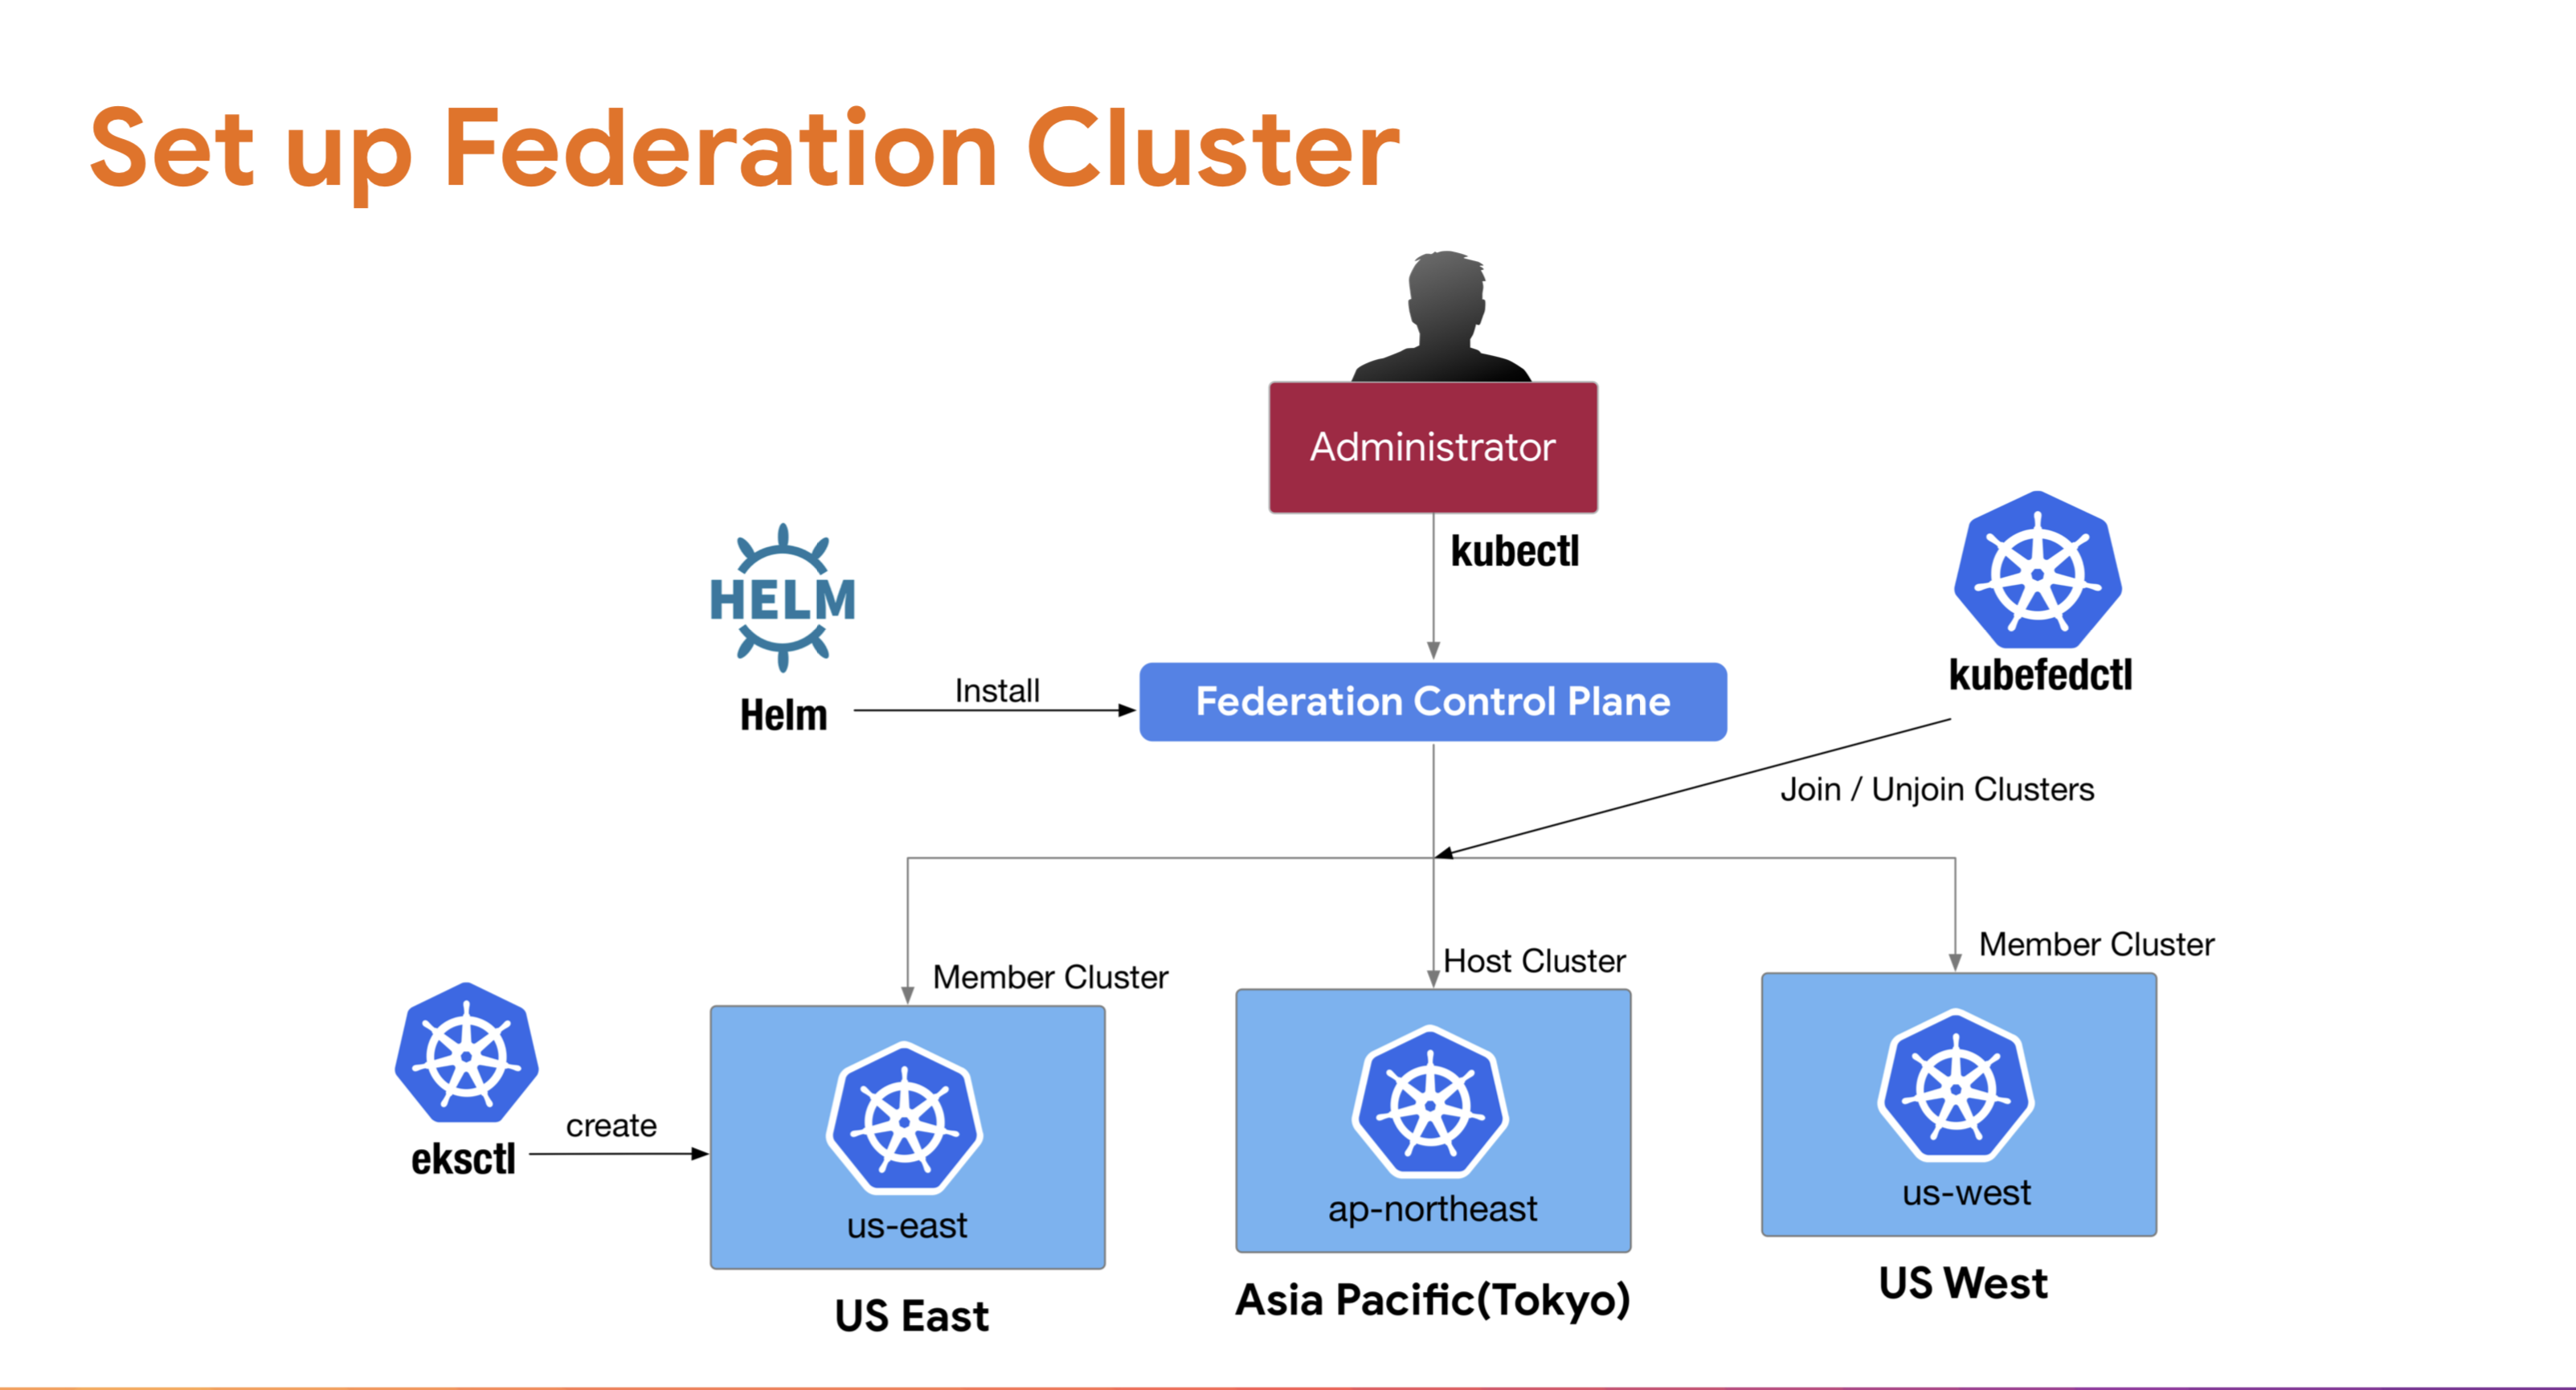 Set up Federation Cluster
Administrator
kubectl
HELM
Helm
Install
Federation Control Plane
kubefedctl
Join / Unjoin Clusters
Member Cluster
Host Cluster
Member Cluster
eksctl
create
us-east
ap-northeast
us-west
US East
Asia Pacific(Tokyo)
US West